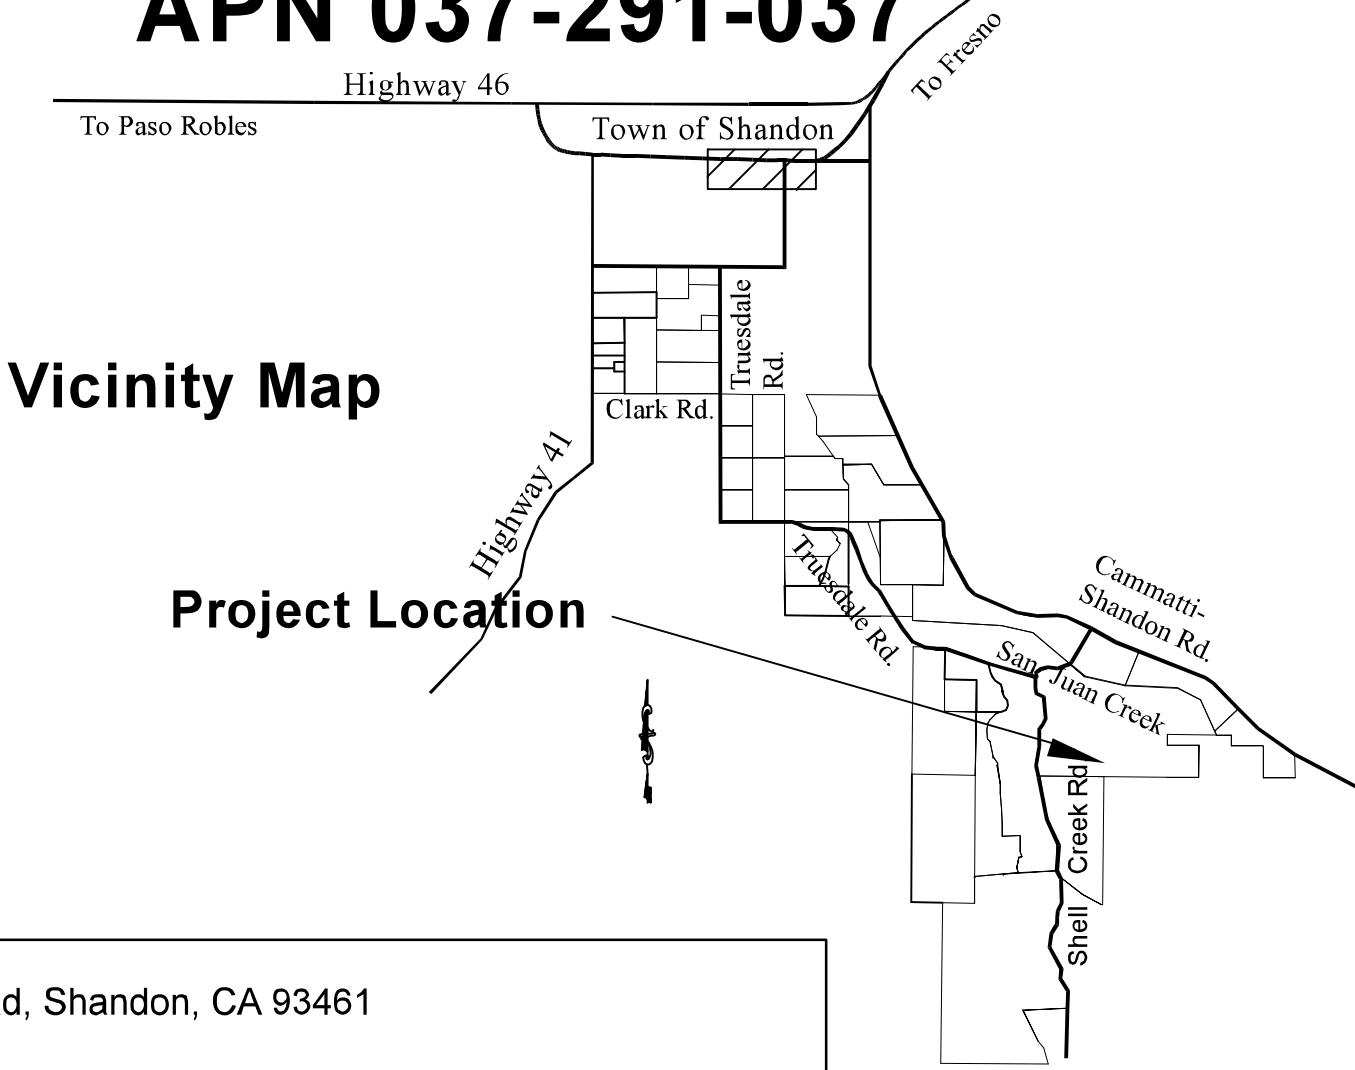 APN 037-291-037
Highway 46
To Fresno
To Paso Robles
Town of Shandon
Truesdale
Rd.
Vicinity Map
Clark Rd.
Highway 41
Truesdale Rd.
Cammatti-
Shandon Rd.
Project Location
San Juan Creek
Shell Creek Rd
d, Shandon, CA 93461